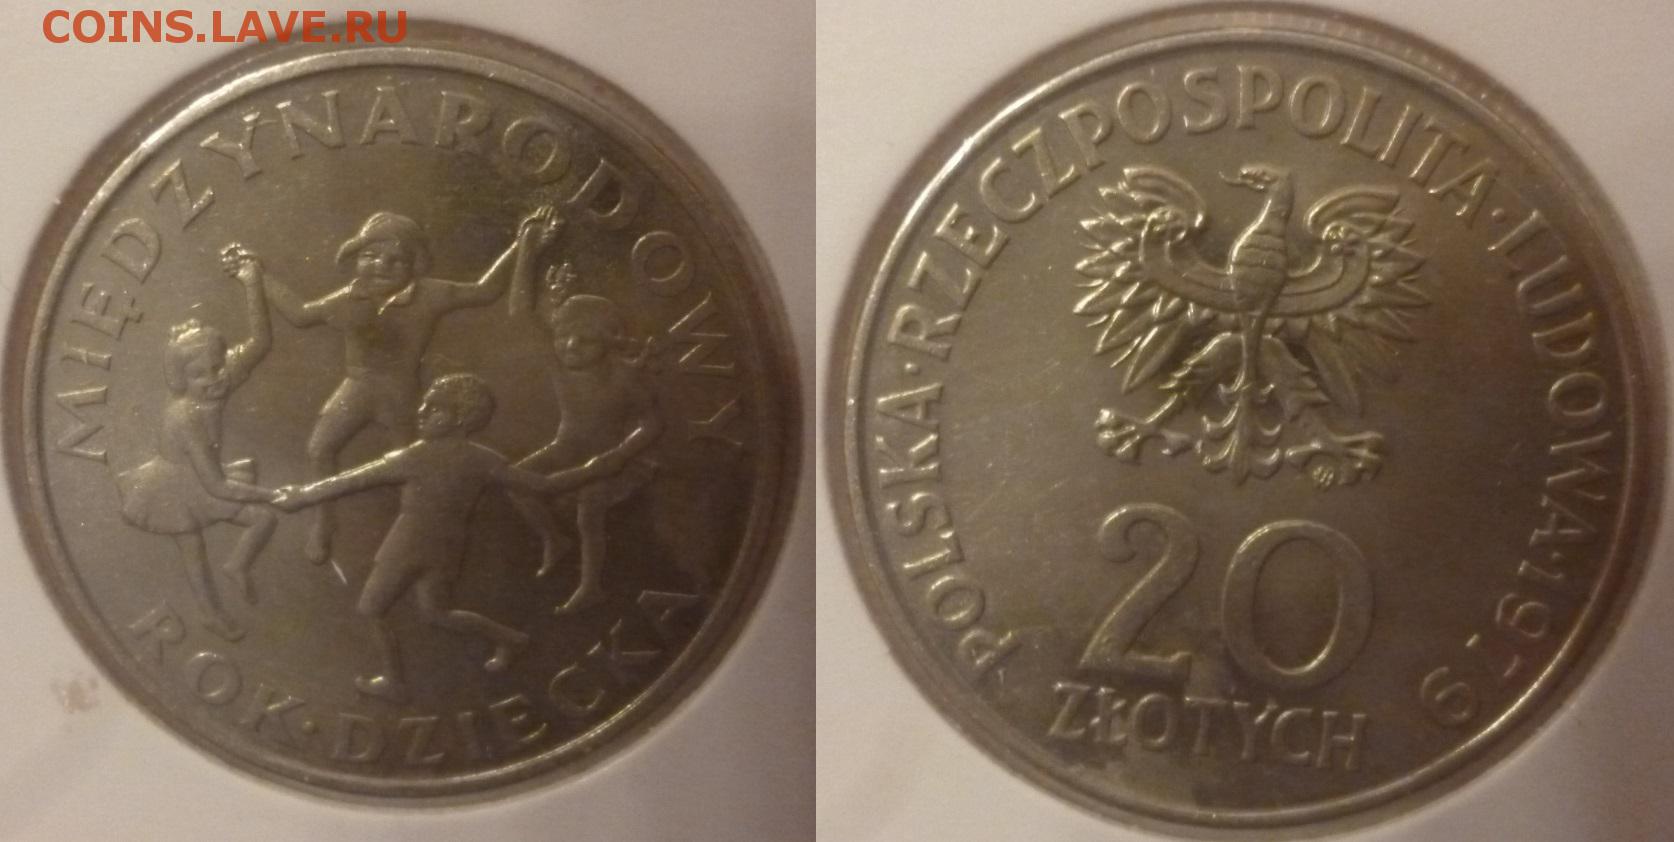 COINS.LAVE.RU
MIĘDZYNARODOWY
ROK·DZIECKA
POLSKA·RZECZPOSPOLITA·LUDOWA·1979
20
ZŁOTYCH